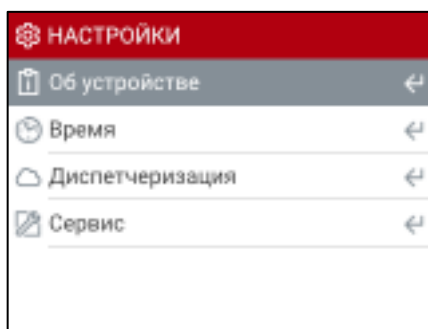 НАСТРОЙКИ
Об устройстве
Время
Диспетчеризация
Сервис